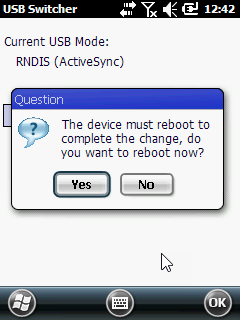 USB Switcher 12:42
Current USB Mode:
RNDIS (ActiveSync)
Question
The device must reboot to
complete the change, do
you want to reboot now?
Yes No
OK